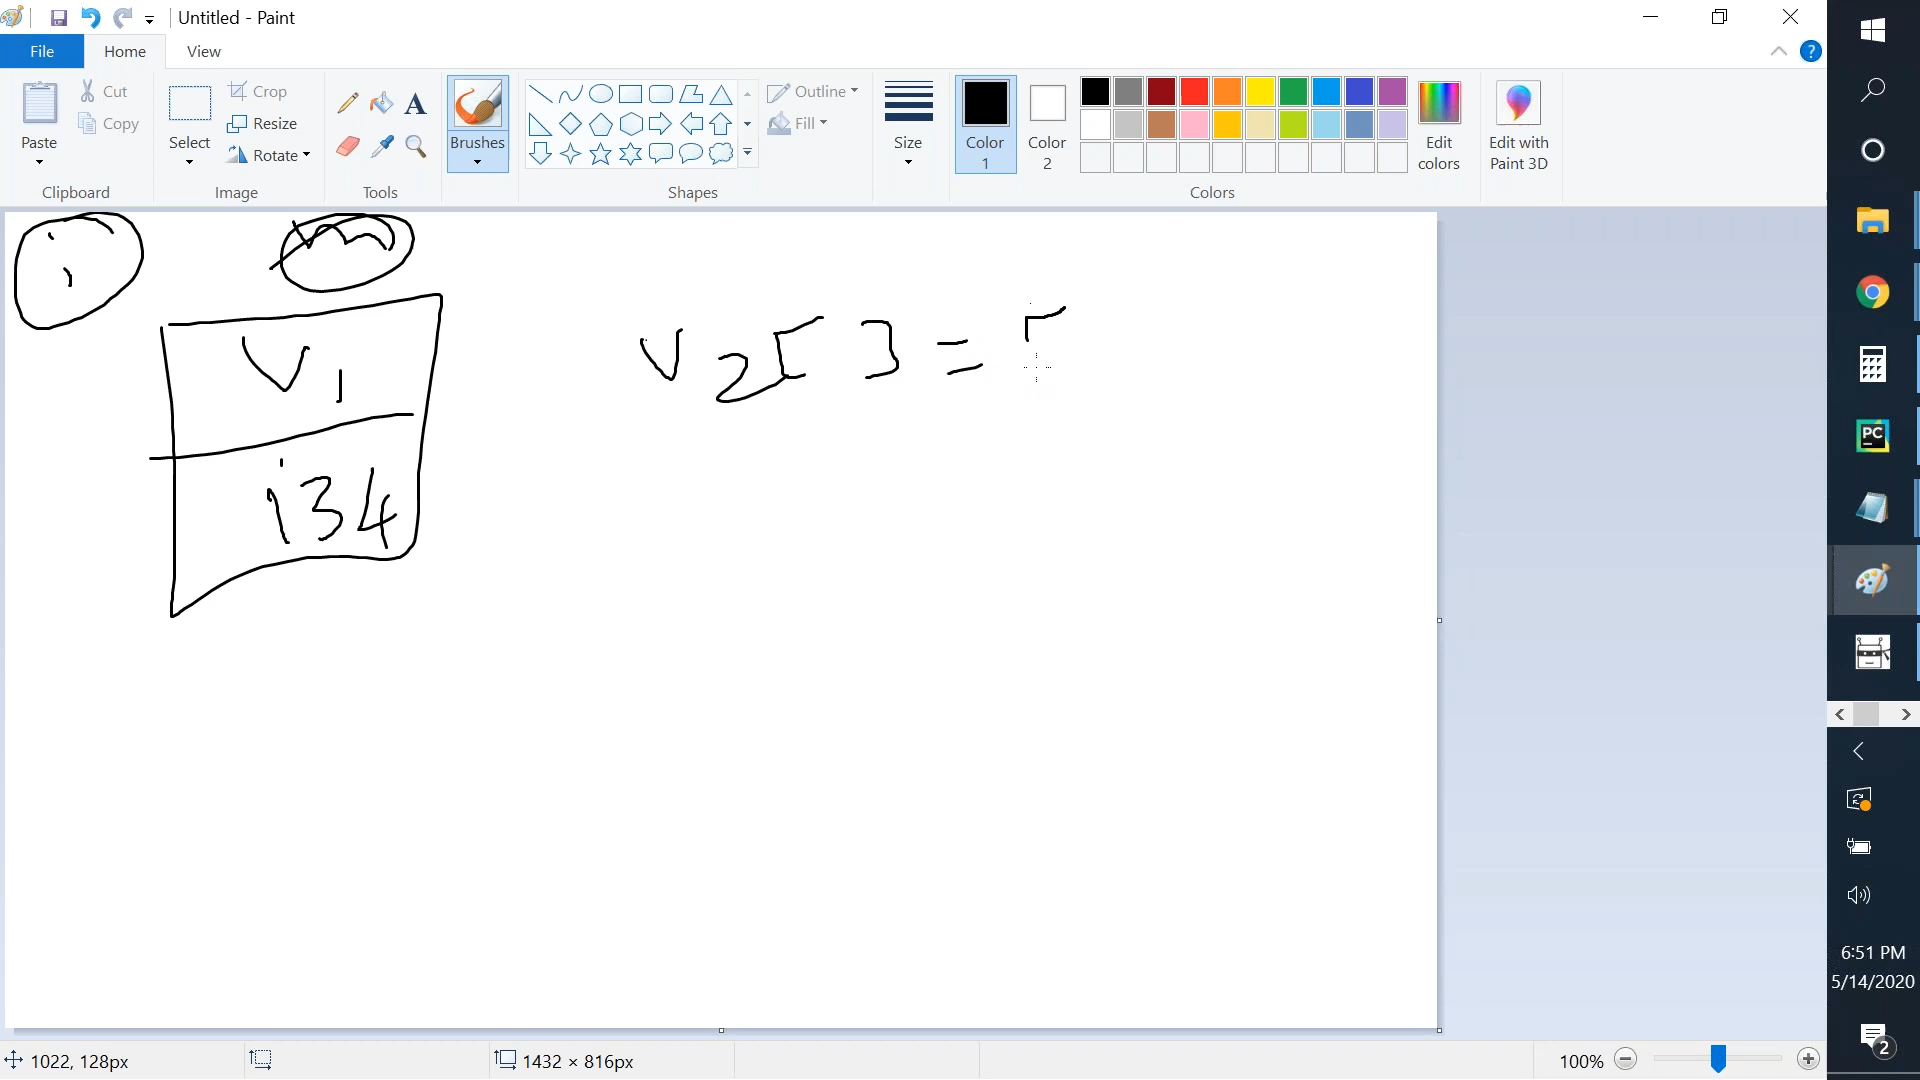 Untitled - Paint
File Home View
Paste Cut Copy Clipboard
Select Crop Resize Rotate Image
Tools
Brushes
Shapes Outline Fill
Size
Color 1 Color 2 Edit colors Colors
Edit with Paint 3D
V1
134
V2[ ] =
6:51 PM
5/14/2020
2
1022, 128px
1432 × 816px
100%